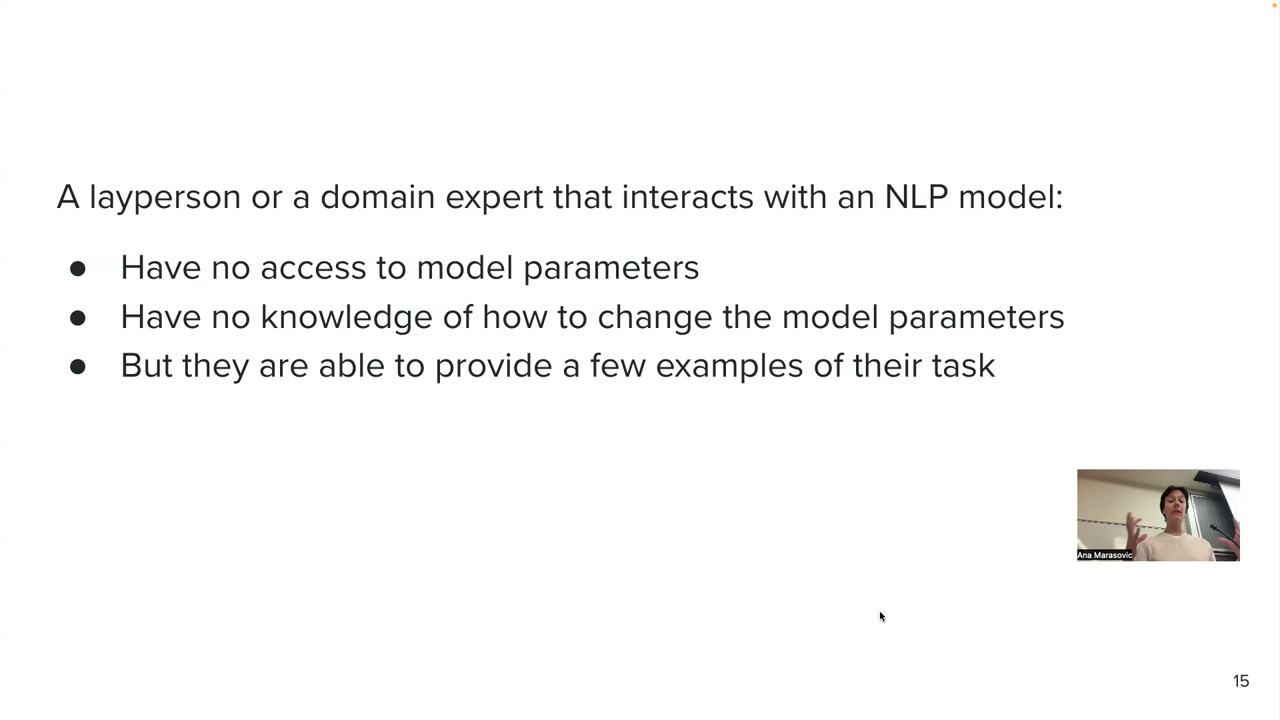 A layperson or a domain expert that interacts with an NLP model:
● Have no access to model parameters
● Have no knowledge of how to change the model parameters
● But they are able to provide a few examples of their task
Ana Marasovic
15